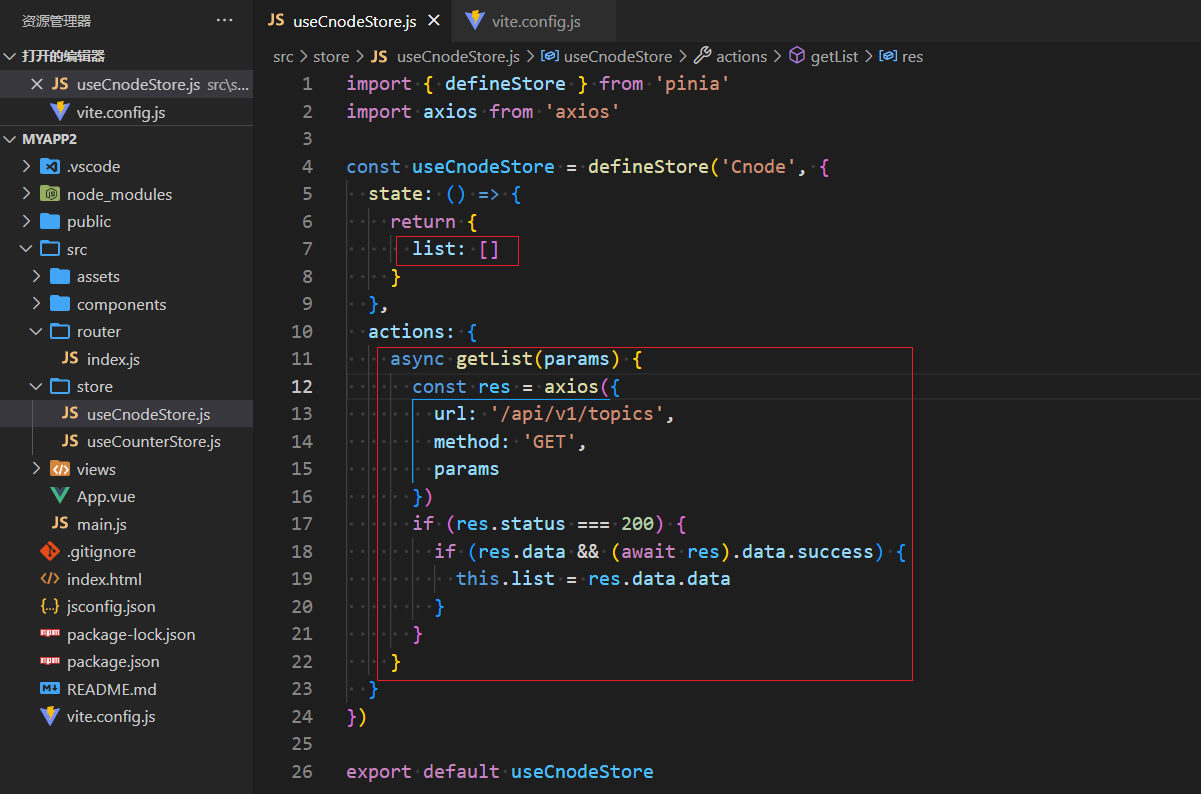 资源管理器 ···
打开的编辑器
JS useCnodeStore.js src\s...
vite.config.js
MYAPP2
.vscode
node_modules
public
src
assets
components
router
JS index.js
store
JS useCnodeStore.js
JS useCounterStore.js
views
App.vue
JS main.js
.gitignore
index.html
jsconfig.json
package-lock.json
package.json
README.md
vite.config.js
JS useCnodeStore.js vite.config.js
src > store > JS useCnodeStore.js > useCnodeStore > actions > getList > res
1 import { defineStore } from 'pinia'
2 import axios from 'axios'
3
4 const useCnodeStore = defineStore('Cnode', {
5 state: () => {
6 return {
7 list: []
8 }
9 },
10 actions: {
11 async getList(params) {
12 const res = axios({
13 url: '/api/v1/topics',
14 method: 'GET',
15 params
16 })
17 if (res.status === 200) {
18 if (res.data && (await res).data.success) {
19 this.list = res.data.data
20 }
21 }
22 }
23 }
24 })
25
26 export default useCnodeStore